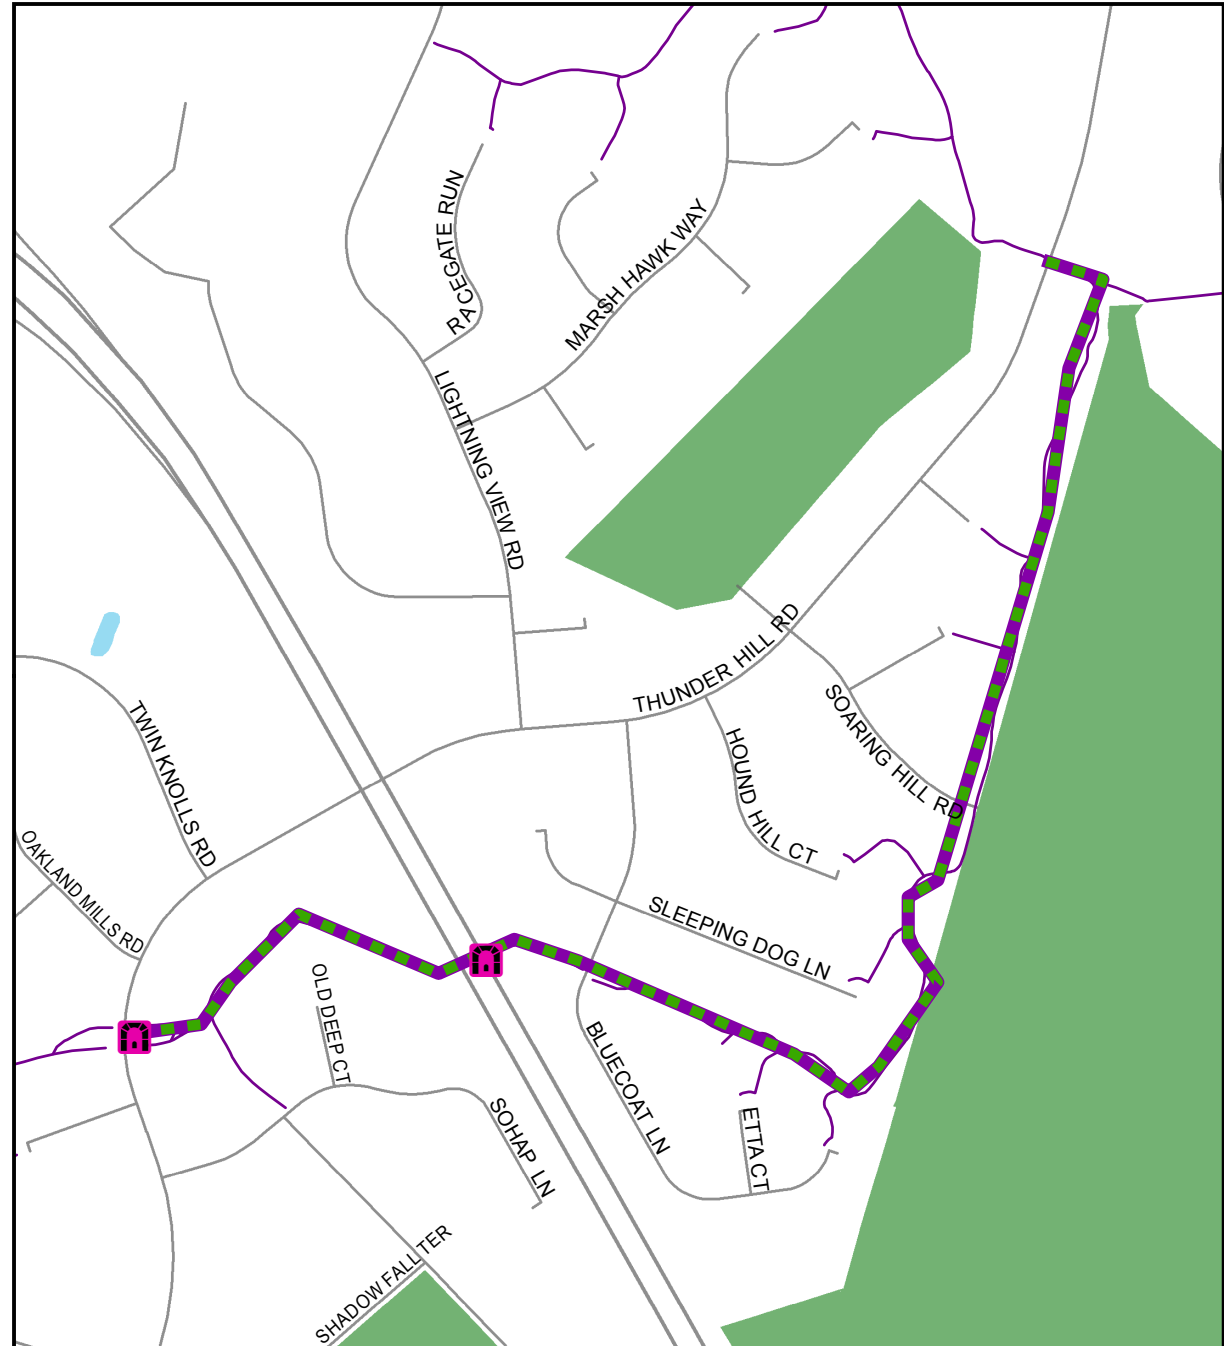 RACEGATE RUN
MARSH HAWK WAY
LIGHTNING VIEW RD
THUNDER HILL RD
SOARING HILL RD
TWIN KNOLLS RD
HOUND HILL CT
OAKLAND MILLS RD
SLEEPING DOG LN
OLD DEEP CT
BLUECOAT LN
SOHAP LN
ETTA CT
SHADOW FALL TER